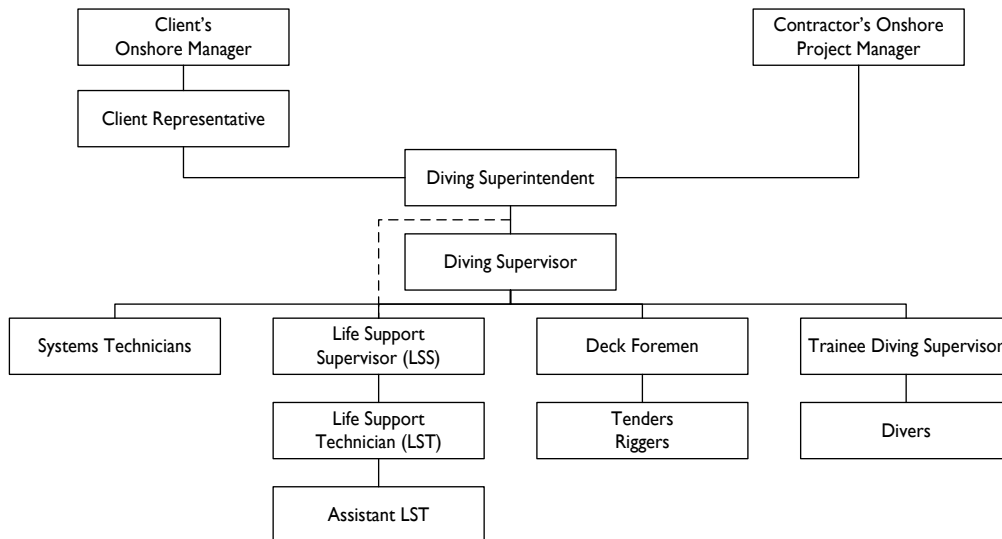 Client's
Onshore Manager
Contractor's Onshore
Project Manager
Client Representative
Diving Superintendent
Diving Supervisor
Systems Technicians
Life Support
Supervisor (LSS)
Deck Foremen
Trainee Diving Supervisor
Life Support
Technician (LST)
Tenders
Riggers
Divers
Assistant LST